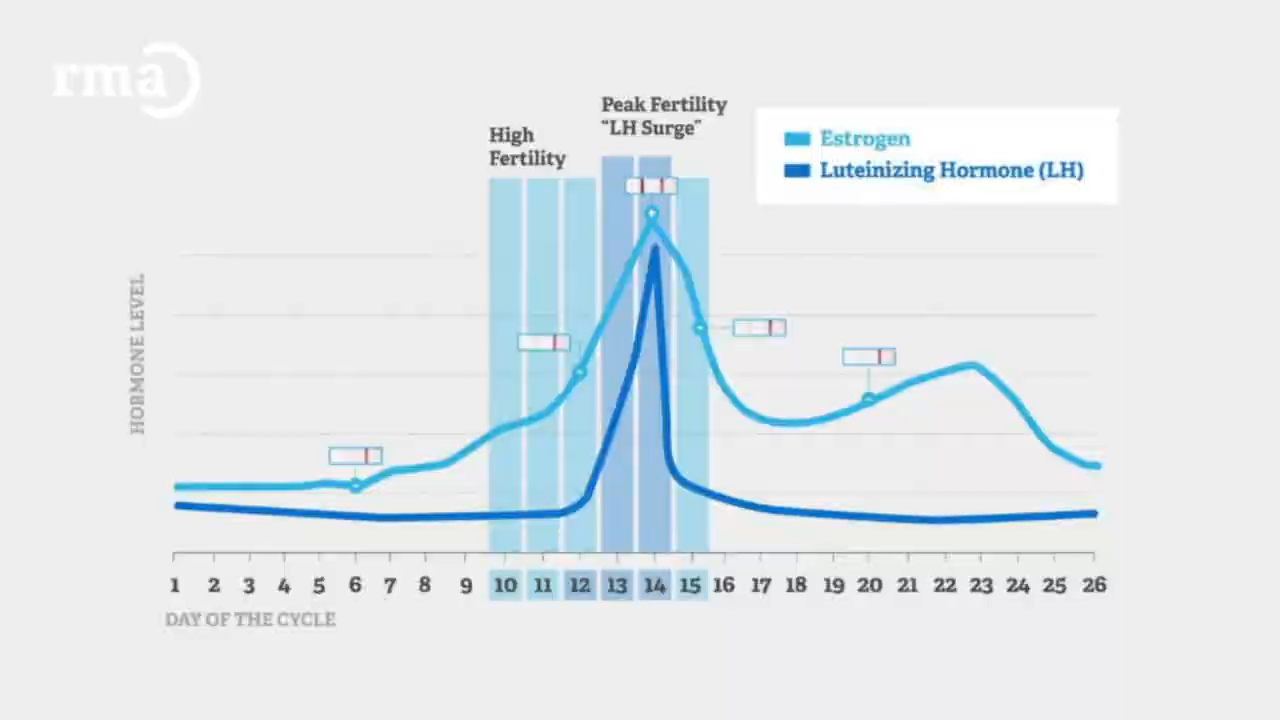 rma
Peak Fertility
"LH Surge"
High
Fertility
Estrogen
Luteinizing Hormone (LH)
HORMONE LEVEL
1 2 3 4 5 6 7 8 9 10 11 12 13 14 15 16 17 18 19 20 21 22 23 24 25 26
DAY OF THE CYCLE